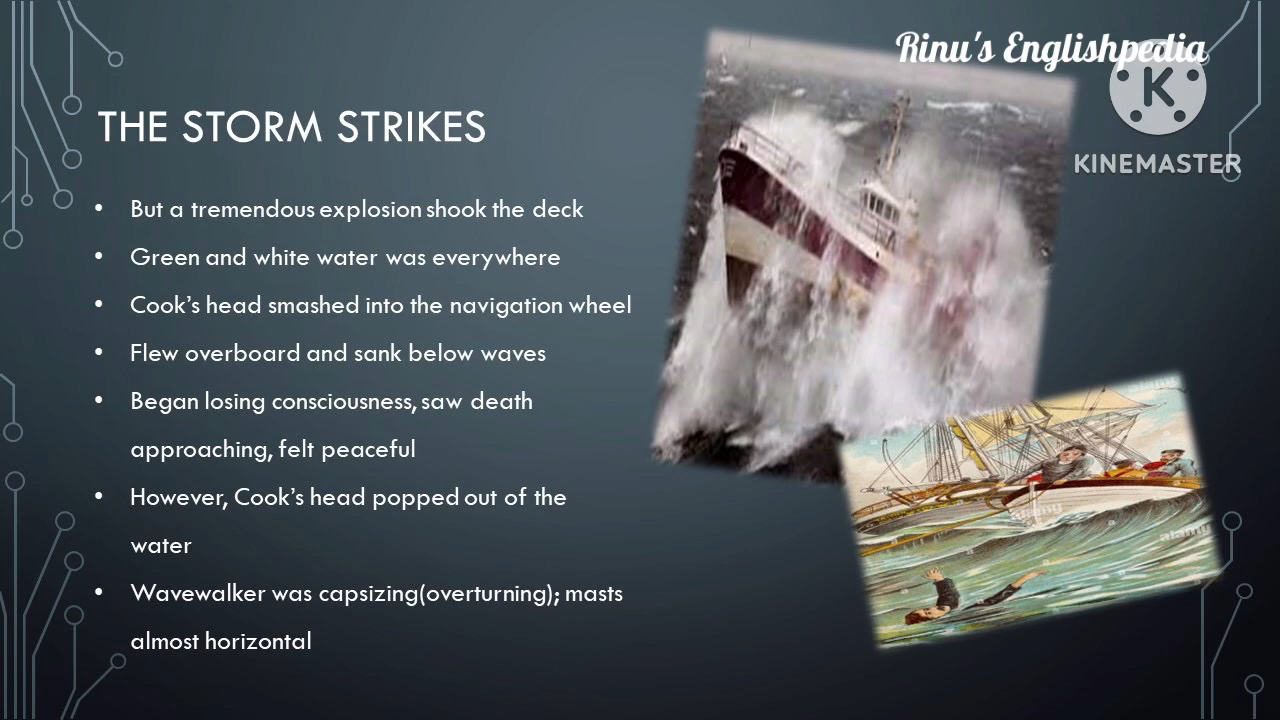 Rinu's Englishpedia
K
KINEMASTER
THE STORM STRIKES
• But a tremendous explosion shook the deck
• Green and white water was everywhere
• Cook's head smashed into the navigation wheel
• Flew overboard and sank below waves
• Began losing consciousness, saw death
approaching, felt peaceful
• However, Cook's head popped out of the
water
• Wavewalker was capsizing(overturning); masts
almost horizontal
alamy
alamy